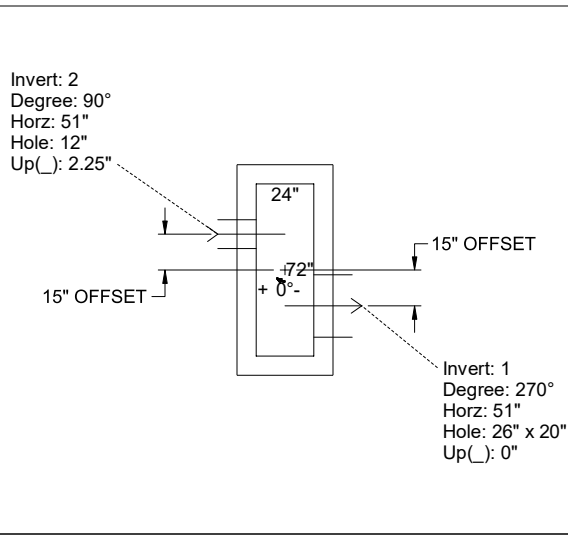 Invert: 2
Degree: 90°
Horz: 51"
Hole: 12"
Up(_): 2.25"
24"
15" OFFSET
72"
+ 0°-
15" OFFSET
Invert: 1
Degree: 270°
Horz: 51"
Hole: 26" x 20"
Up(_): 0"